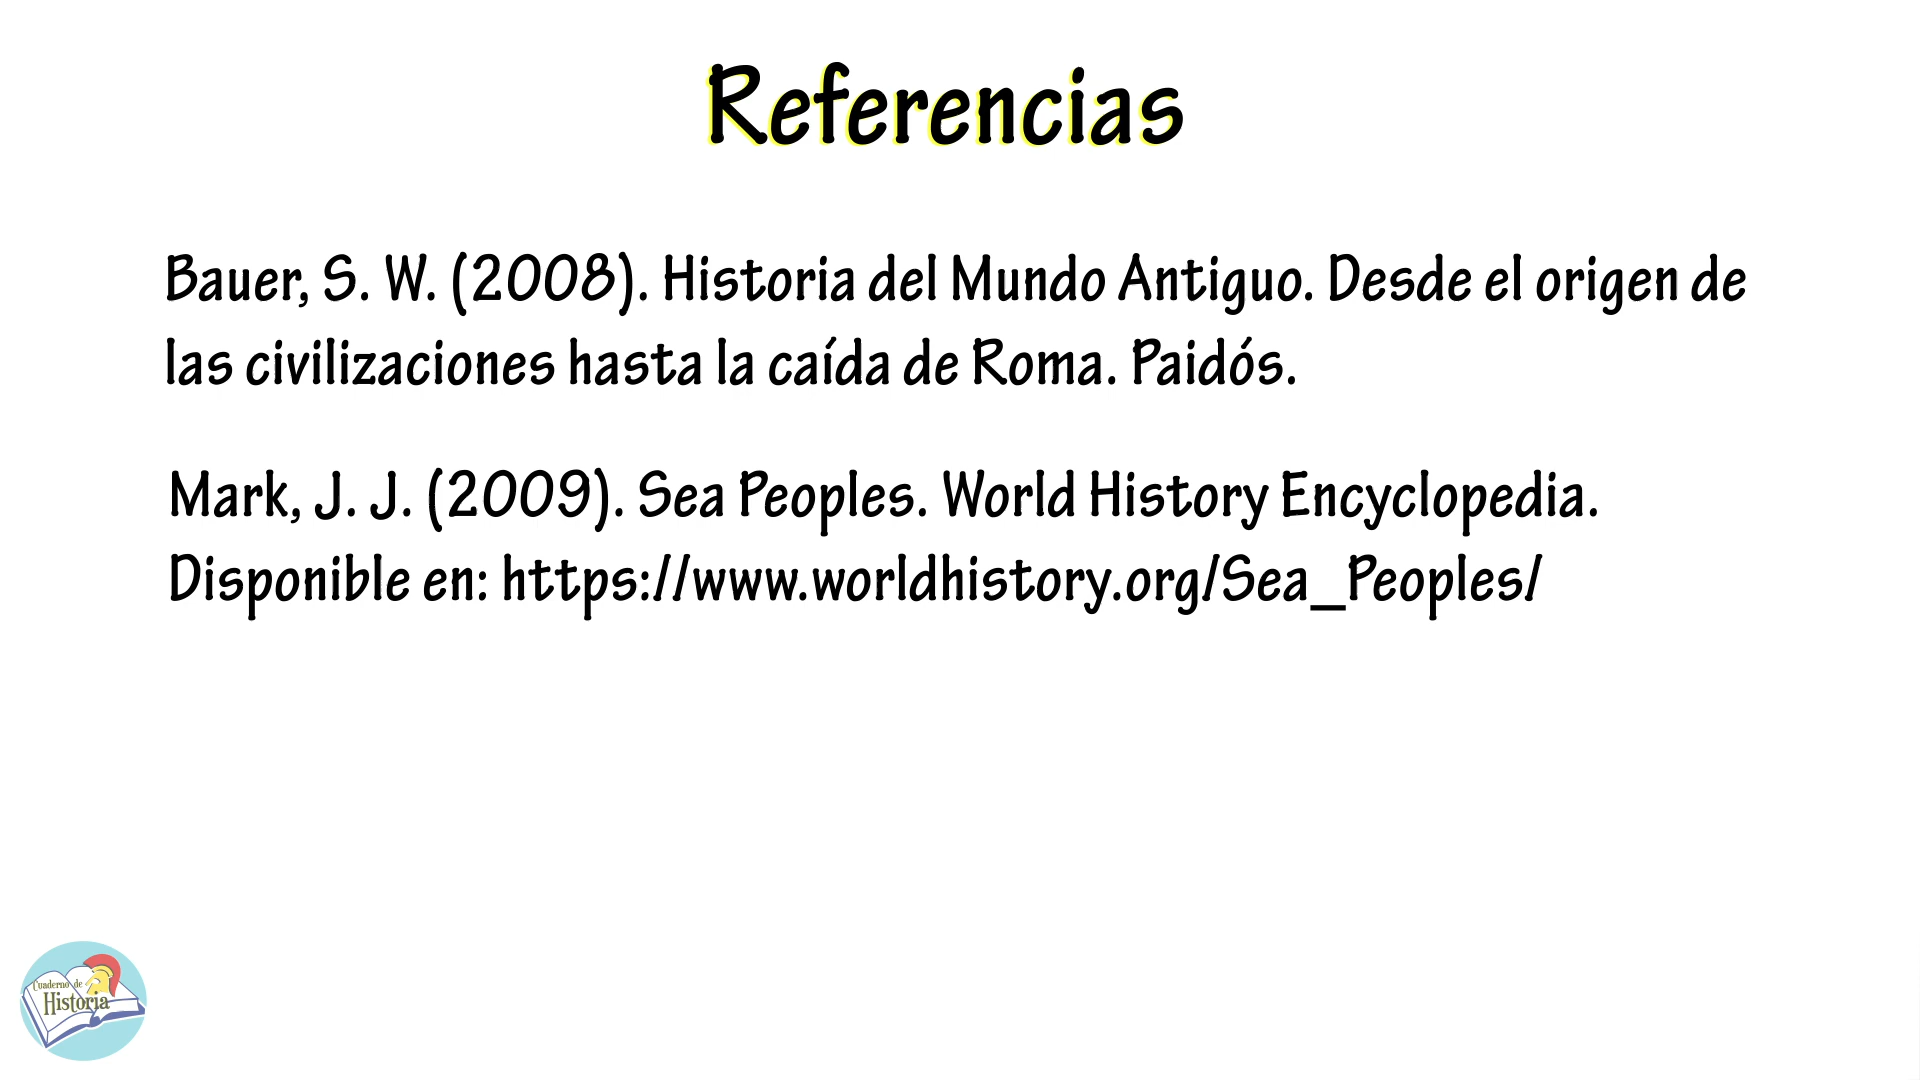 Referencias
Bauer, S. W. (2008). Historia del Mundo Antiguo. Desde el origen de
las civilizaciones hasta la caída de Roma. Paidós.
Mark, J. J. (2009). Sea Peoples. World History Encyclopedia.
Disponible en: https://www.worldhistory.org/Sea_Peoples/
Cuaderno de
Historia